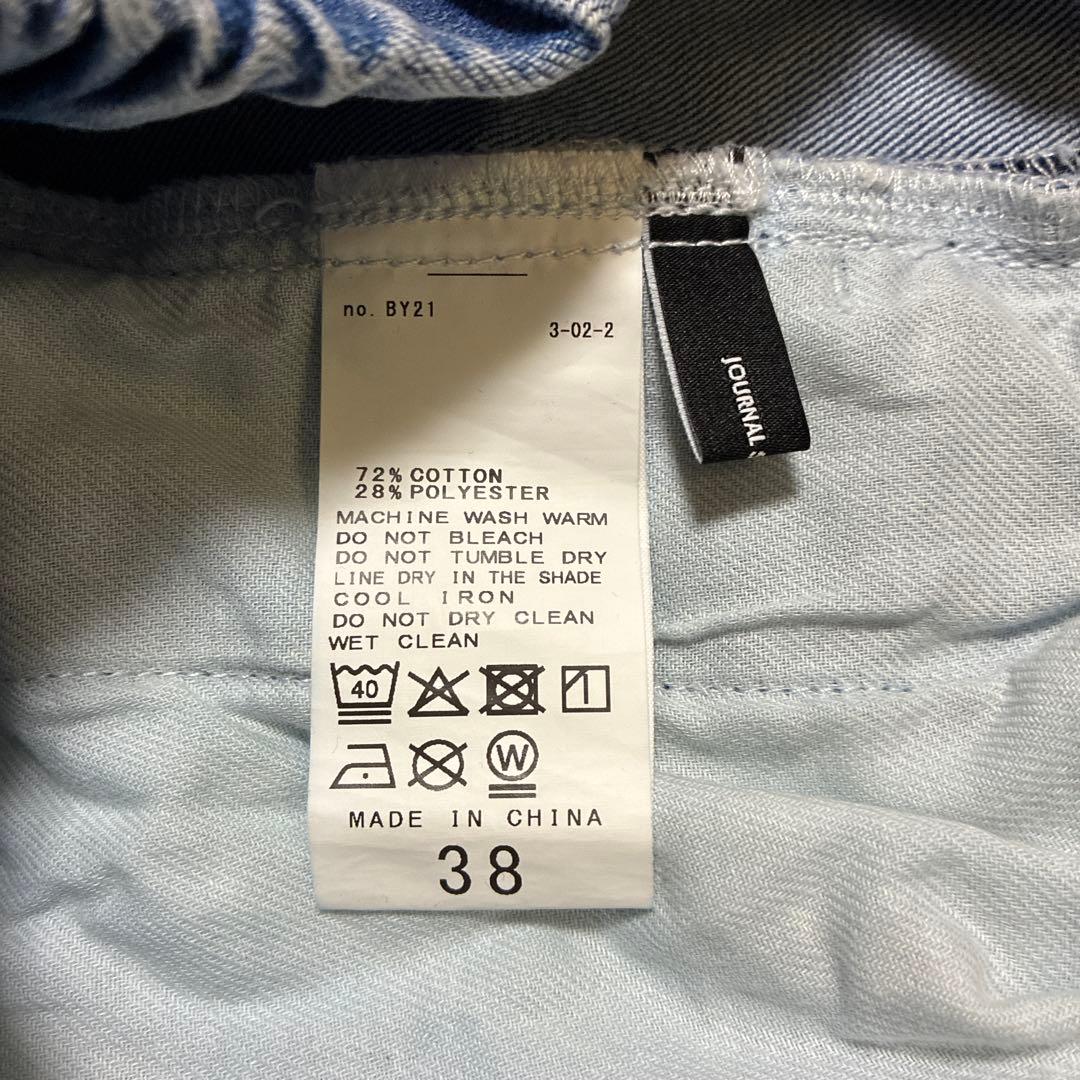 no. BY21
3-02-2
JOURNAL
72% COTTON
28% POLYESTER
MACHINE WASH WARM
DO NOT BLEACH
DO NOT TUMBLE DRY
LINE DRY IN THE SHADE
COOL IRON
DO NOT DRY CLEAN
WET CLEAN
40
W
MADE IN CHINA
38